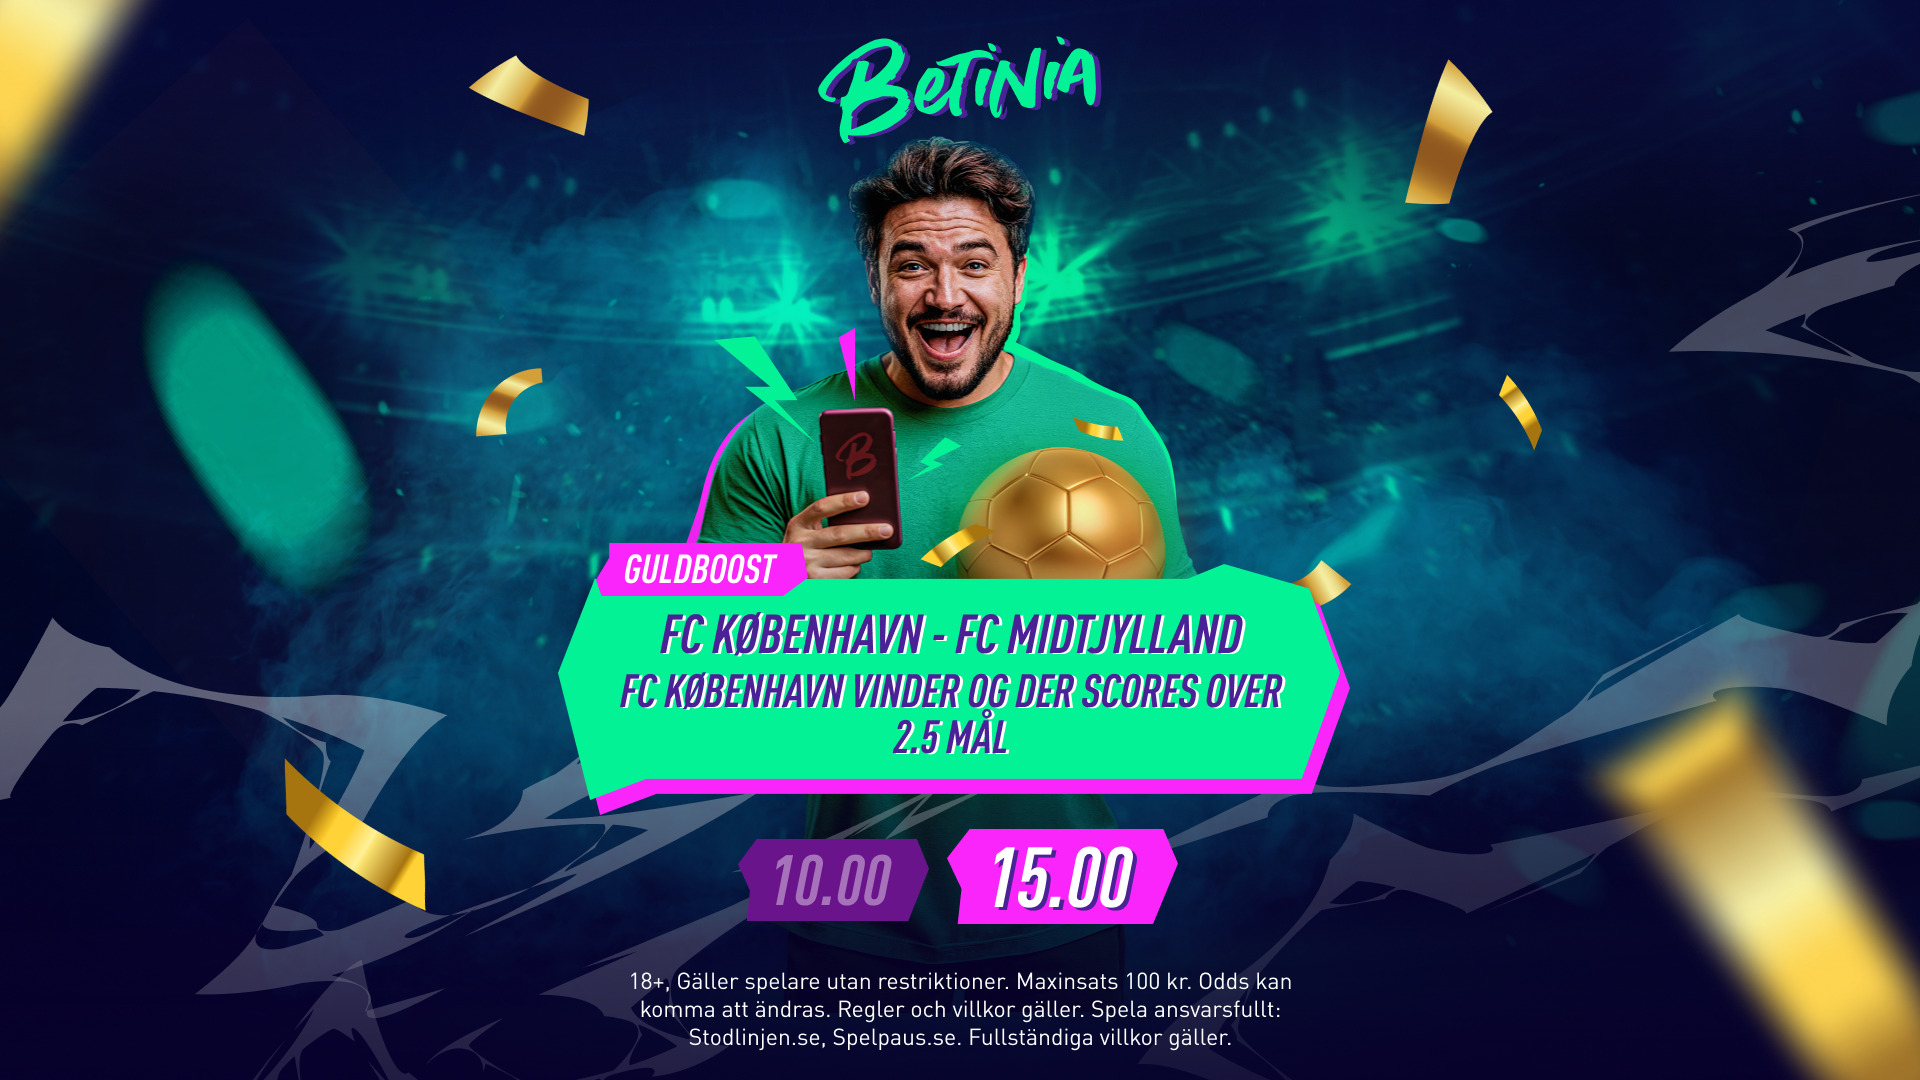 BETINIA
B
GULDBOOST
FC KØBENHAVN - FC MIDTJYLLAND
FC KØBENHAVN VINDER OG DER SCORES OVER
2.5 MÅL
10.00
15.00
18+, Gäller spelare utan restriktioner. Maxinsats 100 kr. Odds kan
komma att ändras. Regler och villkor gäller. Spela ansvarsfullt:
Stodlinjen.se, Spelpaus.se. Fullständiga villkor gäller.